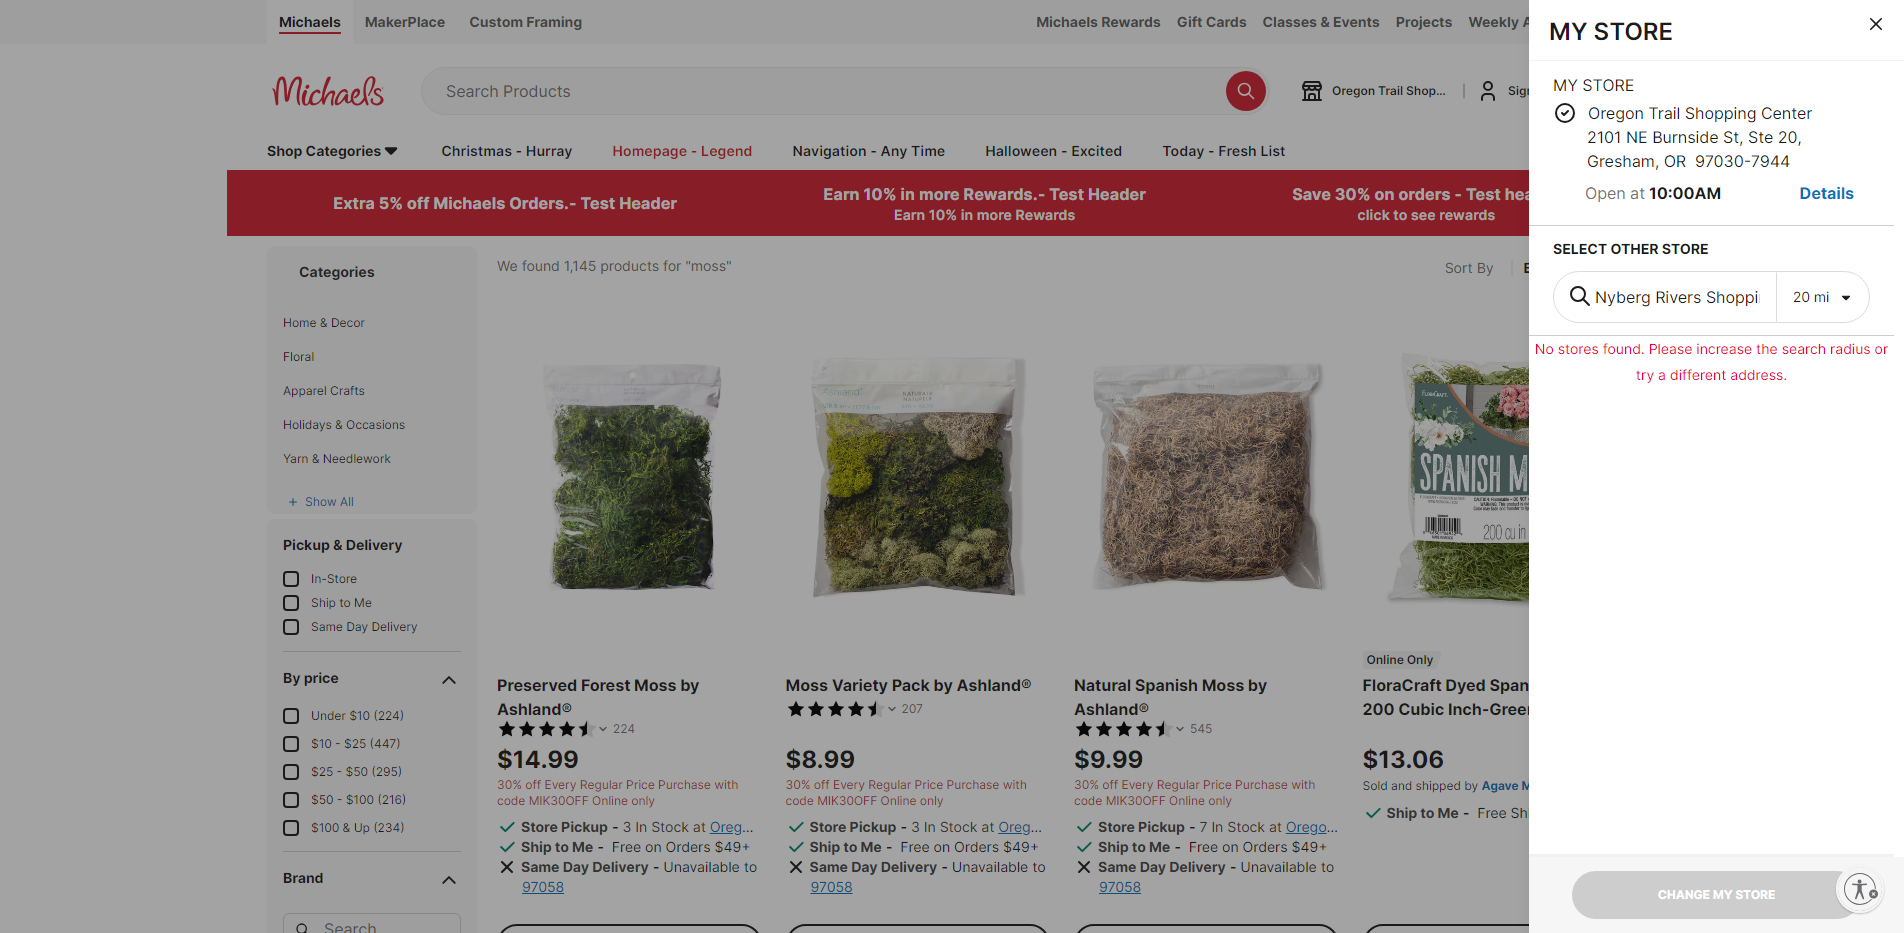 Michaels
MakerPlace
Custom Framing
Michaels Rewards
Gift Cards
Classes & Events
Projects
Weekly A
Michaels
Search Products
Oregon Trail Shop...
Sign
Shop Categories
Christmas - Hurray
Homepage - Legend
Navigation - Any Time
Halloween - Excited
Today - Fresh List
Extra 5% off Michaels Orders.- Test Header
Earn 10% in more Rewards.- Test Header
Earn 10% in more Rewards
Save 30% on orders - Test hea
click to see rewards
Categories
Home & Decor
Floral
Apparel Crafts
Holidays & Occasions
Yarn & Needlework
+ Show All
Pickup & Delivery
In-Store
Ship to Me
Same Day Delivery
By price
Under $10 (224)
$10 - $25 (447)
$25 - $50 (295)
$50 - $100 (216)
$100 & Up (234)
Brand
Search
We found 1,145 products for "moss"
Sort By
Ashland
SPANISH M
200 cu in
Preserved Forest Moss by
Ashland®
224
$14.99
30% off Every Regular Price Purchase with
code MIK30OFF Online only
Store Pickup - 3 In Stock at Oreg...
Ship to Me - Free on Orders $49+
Same Day Delivery - Unavailable to
97058
Moss Variety Pack by Ashland®
207
$8.99
30% off Every Regular Price Purchase with
code MIK30OFF Online only
Store Pickup - 3 In Stock at Oreg...
Ship to Me - Free on Orders $49+
Same Day Delivery - Unavailable to
97058
Natural Spanish Moss by
Ashland®
545
$9.99
30% off Every Regular Price Purchase with
code MIK30OFF Online only
Store Pickup - 7 In Stock at Orego...
Ship to Me - Free on Orders $49+
Same Day Delivery - Unavailable to
97058
Online Only
FloraCraft Dyed Span
200 Cubic Inch-Green
$13.06
Sold and shipped by Agave M
Ship to Me - Free Sh
MY STORE
MY STORE
Oregon Trail Shopping Center
2101 NE Burnside St, Ste 20,
Gresham, OR 97030-7944
Open at 10:00AM
Details
SELECT OTHER STORE
Nyberg Rivers Shoppi
20 mi
No stores found. Please increase the search radius or
try a different address.
CHANGE MY STORE